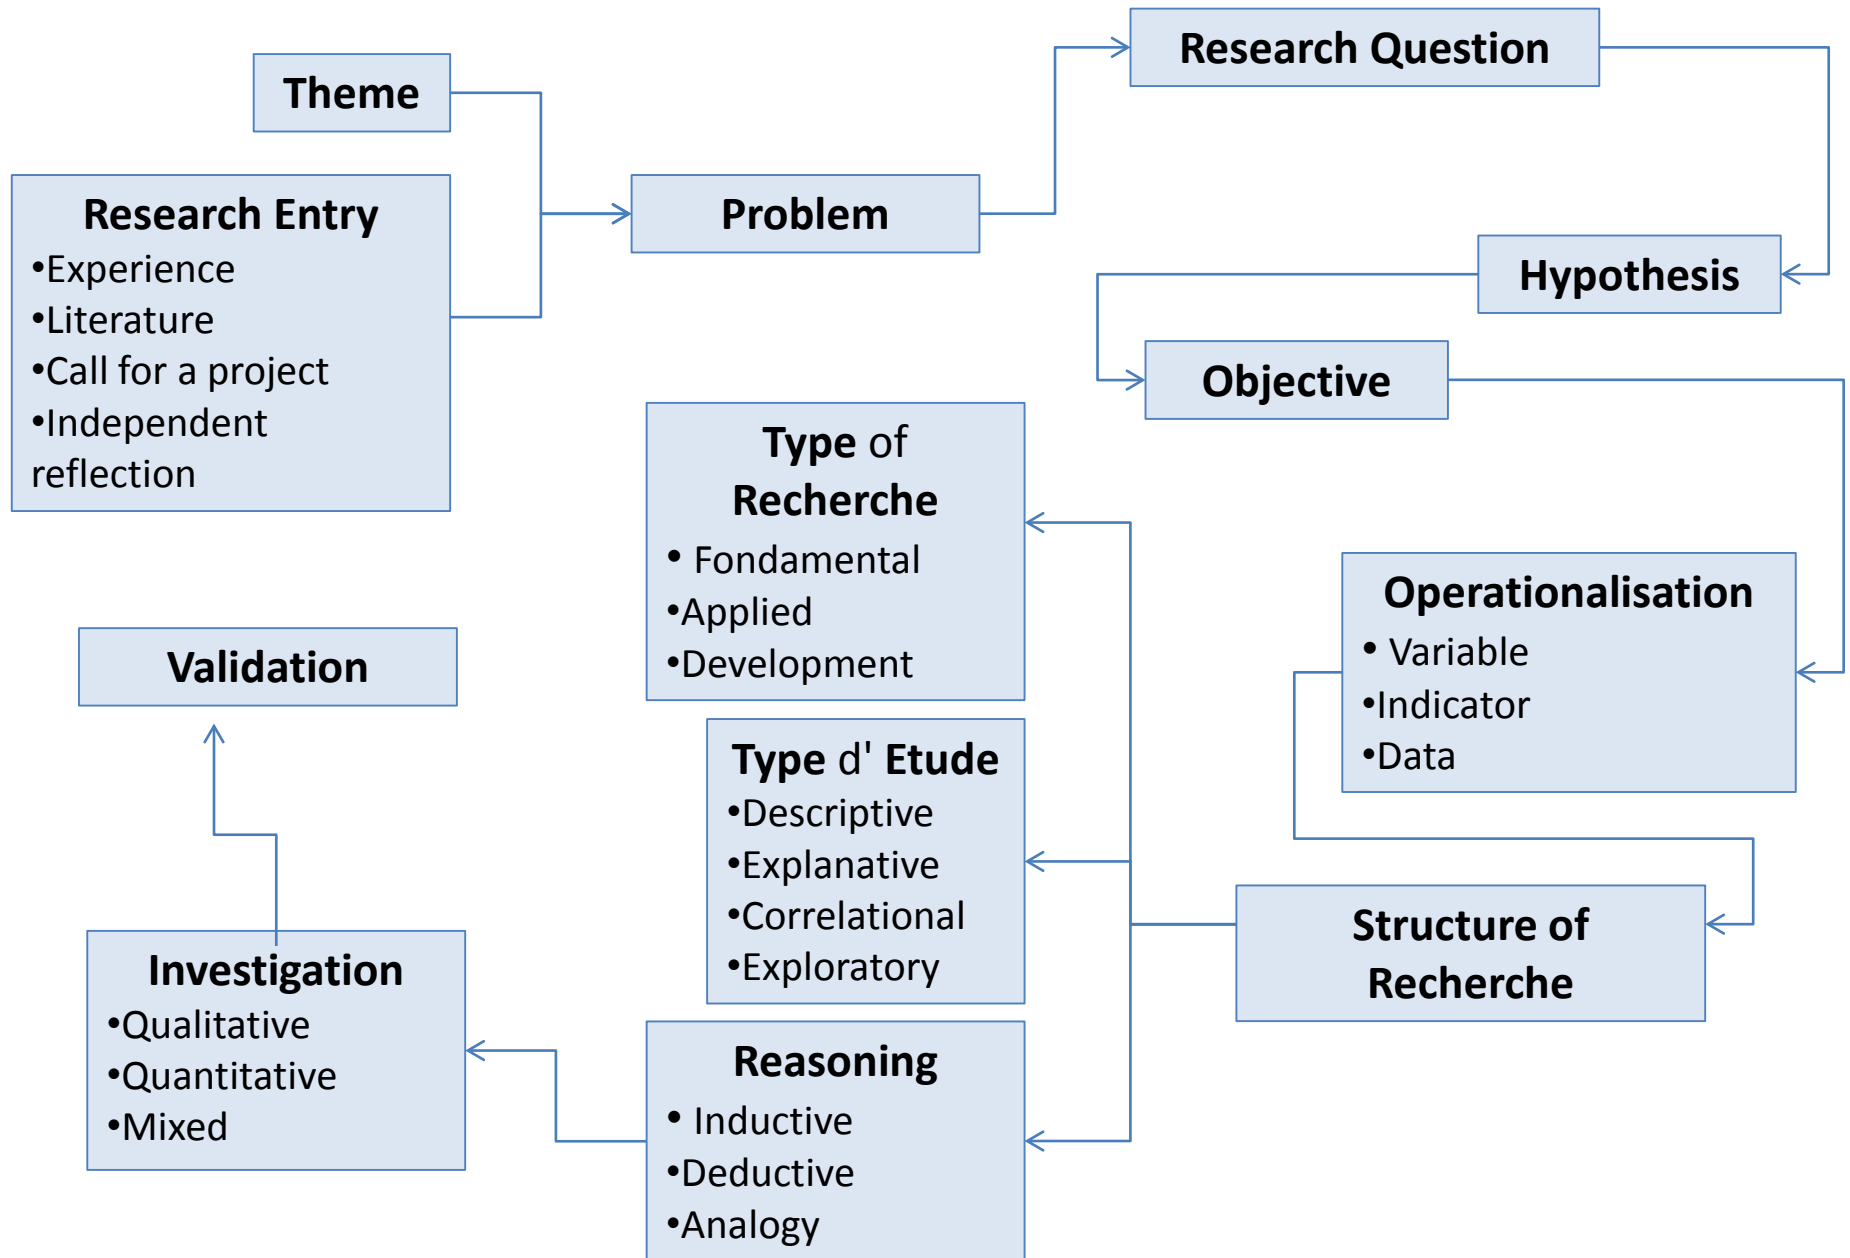 Theme
Research Entry
•Experience
•Literature
•Call for a project
•Independent
reflection
Problem
Research Question
Hypothesis
Objective
Operationalisation
• Variable
•Indicator
•Data
Structure of
Recherche
Type of
Recherche
• Fondamental
•Applied
•Development
Type d' Etude
•Descriptive
•Explanative
•Correlational
•Exploratory
Reasoning
• Inductive
•Deductive
•Analogy
Investigation
•Qualitative
•Quantitative
•Mixed
Validation